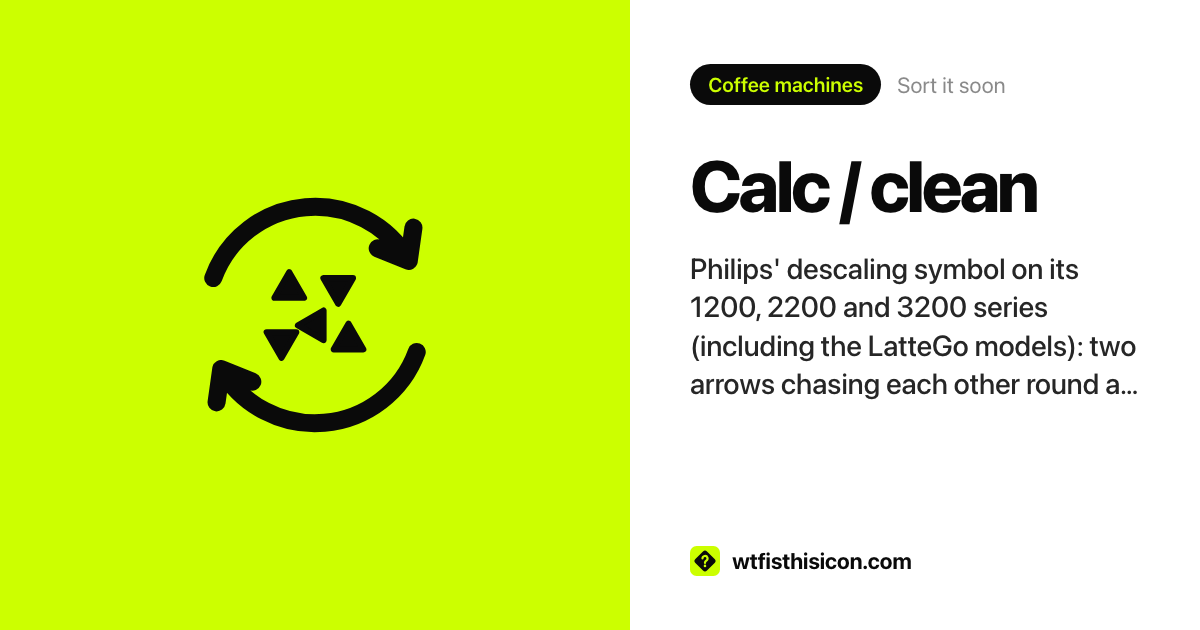 Coffee machines
Sort it soon
Calc / clean
Philips' descaling symbol on its
1200, 2200 and 3200 series
(including the LatteGo models): two
arrows chasing each other round a…
?
wtfisthisicon.com